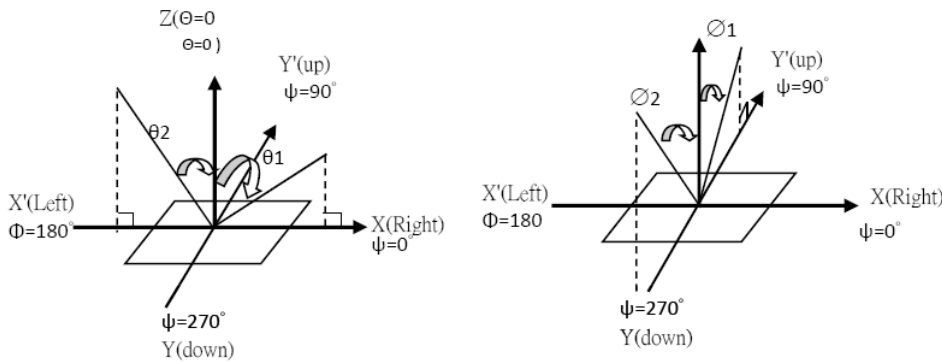 Z(Θ=0
Θ=0 )
Y'(up)
ψ=90°
θ2
θ1
X'(Left)
Φ=180°
X(Right)
ψ=0°
ψ=270°
Y(down)
∅1
Y'(up)
ψ=90°
∅2
X'(Left)
Φ=180
X(Right)
ψ=0°
ψ=270°
Y(down)